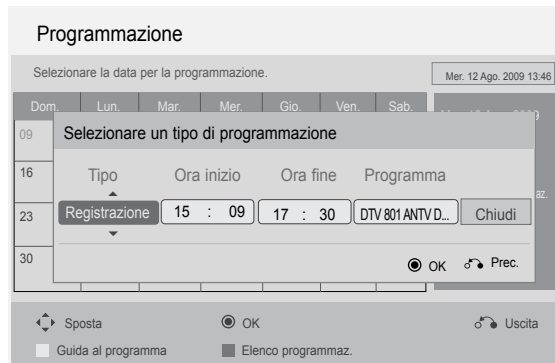 Programmazione
Selezionare la data per la programmazione.
Mer. 12 Ago. 2009 13:46
Dom. Lun. Mar. Mer. Gio. Ven. Sab.
09
Selezionare un tipo di programmazione
16
Tipo Ora inizio Ora fine Programma
az.
23
Registrazione 15 : 09 17 : 30 DTV 801 ANTV D... Chiudi
30
OK Prec.
Sposta OK Uscita
Guida al programma Elenco programmaz.